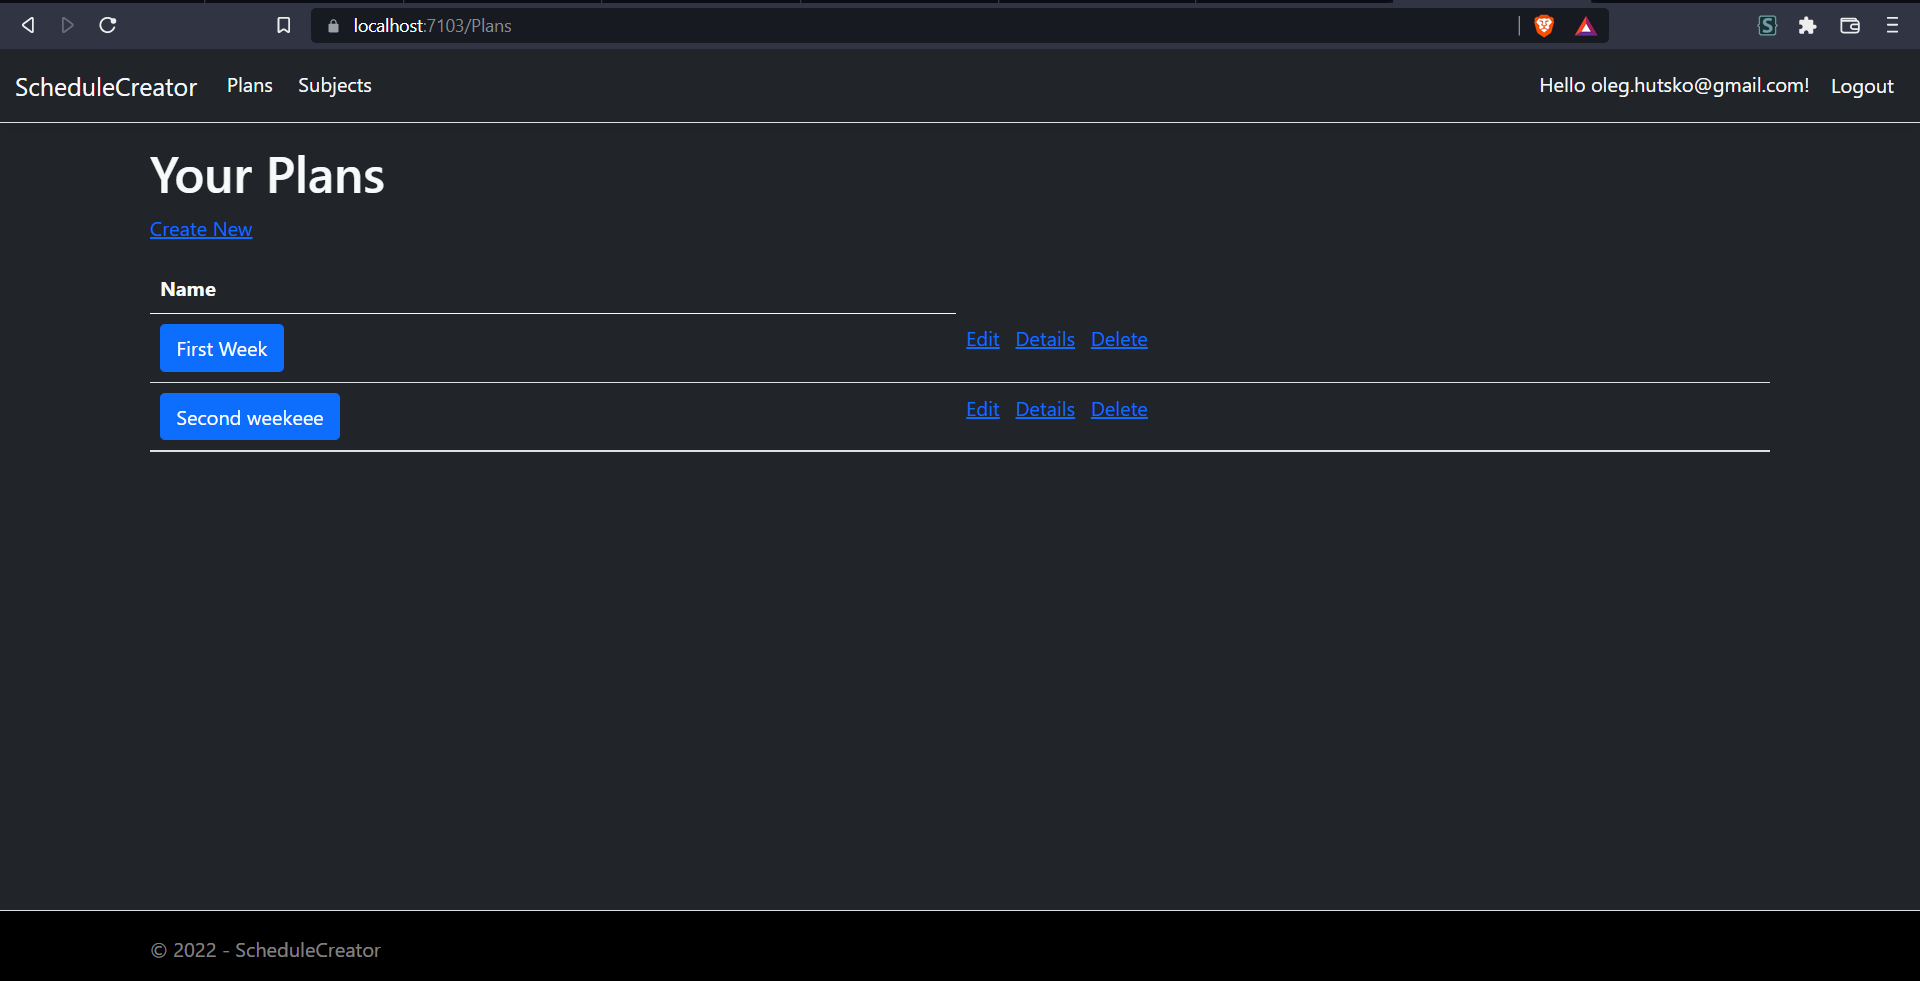 localhost:7103/Plans
ScheduleCreator Plans Subjects Hello oleg.hutsko@gmail.com! Logout
Your Plans
Create New
Name
First Week Edit Details Delete
Second weekeee Edit Details Delete
© 2022 - ScheduleCreator